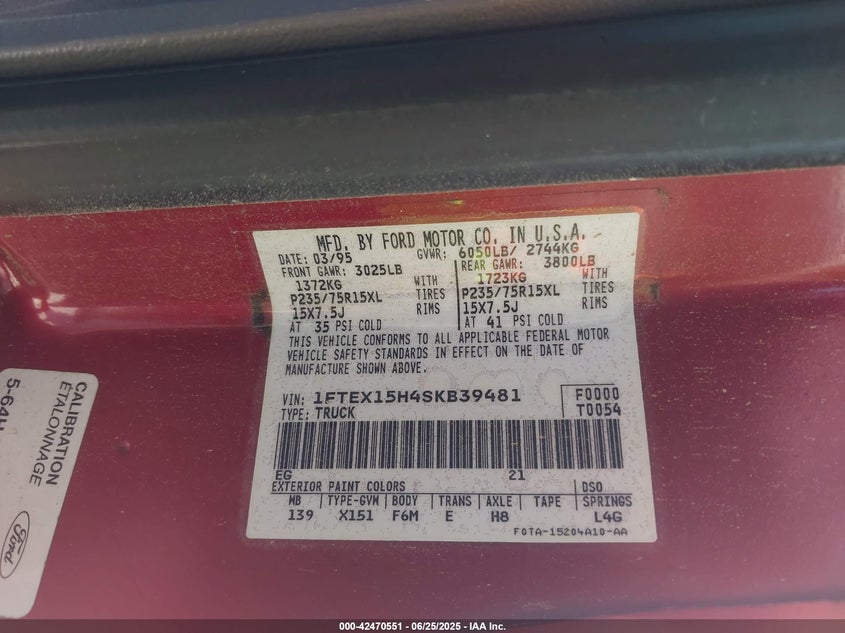 MFD. BY FORD MOTOR CO. IN U.S.A.
DATE: 03/95 GVWR: 6050LB/ 2744KG
FRONT GAWR: 3025LB REAR GAWR: 3800LB
1372KG WITH 1723KG WITH
P235/75R15XL TIRES P235/75R15XL TIRES
15X7.5J RIMS 15X7.5J RIMS
AT 35 PSI COLD AT 41 PSI COLD
THIS VEHICLE CONFORMS TO ALL APPLICABLE FEDERAL MOTOR
VEHICLE SAFETY STANDARDS IN EFFECT ON THE DATE OF
MANUFACTURE SHOWN ABOVE.
VIN: 1FTEX15H4SKB39481 F0000
TYPE: TRUCK T0054
EG 21
EXTERIOR PAINT COLORS DSO
WB TYPE-GVM BODY TRANS AXLE TAPE SPRINGS
139 X151 F6M E H8 L4G
F0TA-15204A10-AA
CALIBRATION
ÉTALONNAGE
Ford
000-42470551 - 06/25/2025 - IAA Inc.